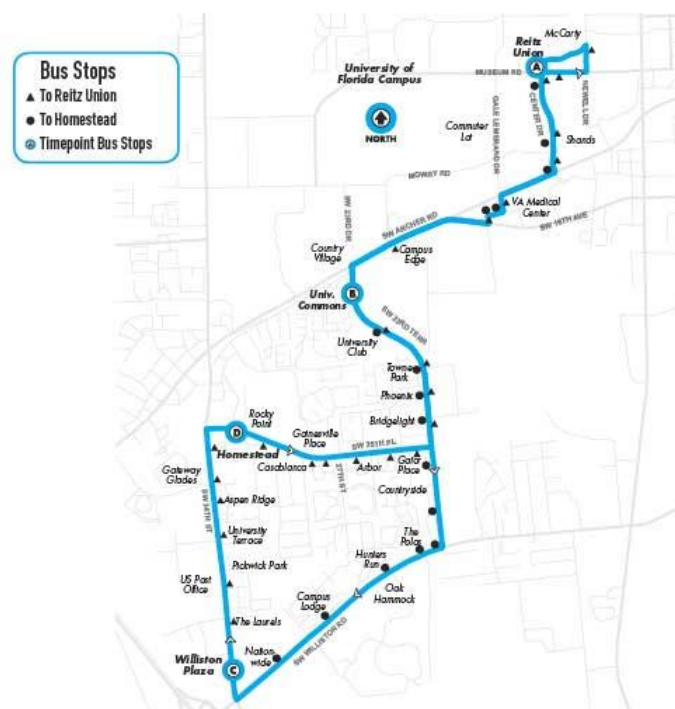 Bus Stops
To Reitz Union
To Homestead
Timepoint Bus Stops
University of
Florida Campus
NORTH
McCarty
Reitz
Union
A
MUSEUM RD
NEWELL DR
CENTER DR
GALE LEMERAND DR
Commuter
Lot
Shands
MOWRY RD
VA Medical
Center
SW 16TH AVE
SW ARCHER RD
SW 23RD DR
Country
Village
Campus
Edge
B
Univ.
Commons
SW 23RD TERR
University
Club
Towne
Park
Phoenix
Bridgelight
Rocky
Point
D
Homestead
Gainesville
Place
SW 35TH PL
Casablanca
27TH ST
Arbor
Gator
Place
Gateway
Glades
Countryside
SW 34TH ST
Aspen Ridge
University
Terrace
The
Polos
Hunters
Run
Pickwick Park
US Post
Office
Oak
Hammock
Campus
Lodge
The Laurels
SW WILLISTON RD
Nation
wide
Williston
Plaza
C